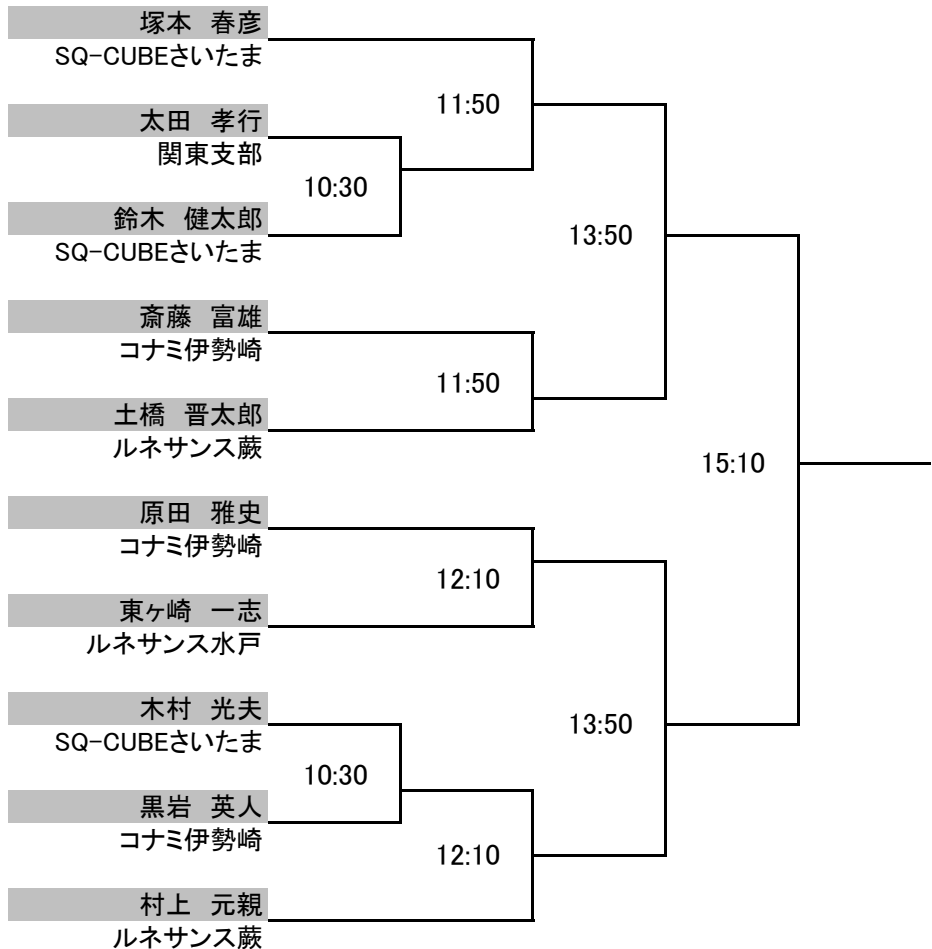 塚本　春彦
SQ-CUBEさいたま
11:50
太田　孝行
関東支部
10:30
鈴木　健太郎
SQ-CUBEさいたま
13:50
斎藤　富雄
コナミ伊勢崎
11:50
土橋　晋太郎
ルネサンス蕨
15:10
原田　雅史
コナミ伊勢崎
12:10
東ヶ崎　一志
ルネサンス水戸
木村　光夫
SQ-CUBEさいたま
13:50
10:30
黒岩　英人
コナミ伊勢崎
12:10
村上　元親
ルネサンス蕨